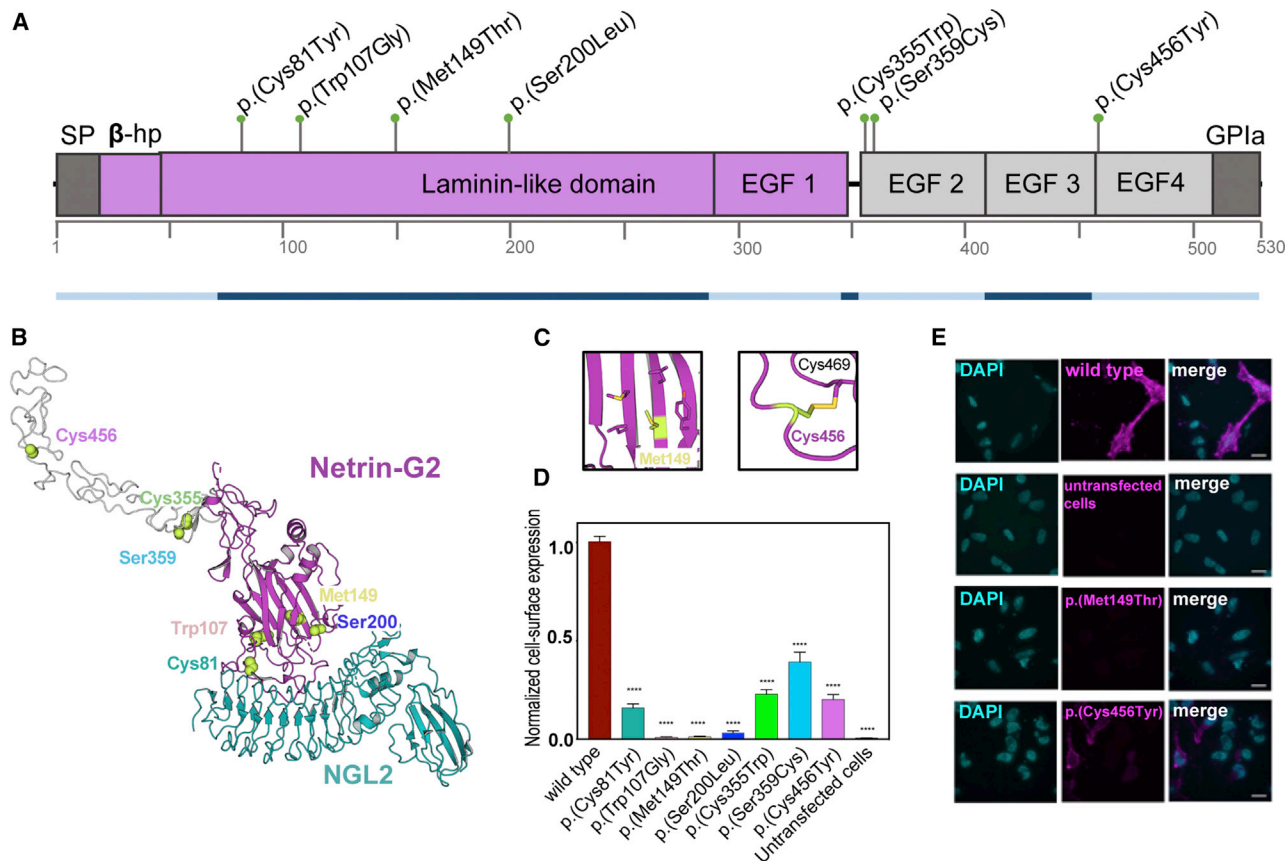 A
p.(Cys81Tyr)
p.(Trp107Gly)
p.(Met149Thr)
p.(Ser200Leu)
p.(Cys355Trp)
p.(Ser359Cys)
p.(Cys456Tyr)
SP
β-hp
GPIa
Laminin-like domain
EGF 1
EGF 2
EGF 3
EGF4
1
100
200
300
400
500
530
B
Cys456
Netrin-G2
Cys355
Ser359
Met149
Trp107
Ser200
Cys81
NGL2
C
Met149
Cys469
Cys456
D
Normalized cell-surface expression
1.0
0.5
0.0
****
****
****
****
****
****
****
****
wild type
p.(Cys81Tyr)
p.(Trp107Gly)
p.(Met149Thr)
p.(Ser200Leu)
p.(Cys355Trp)
p.(Ser359Cys)
p.(Cys456Tyr)
Untransfected cells
E
DAPI
wild type
merge
DAPI
untransfected
cells
merge
DAPI
p.(Met149Thr)
merge
DAPI
p.(Cys456Tyr)
merge